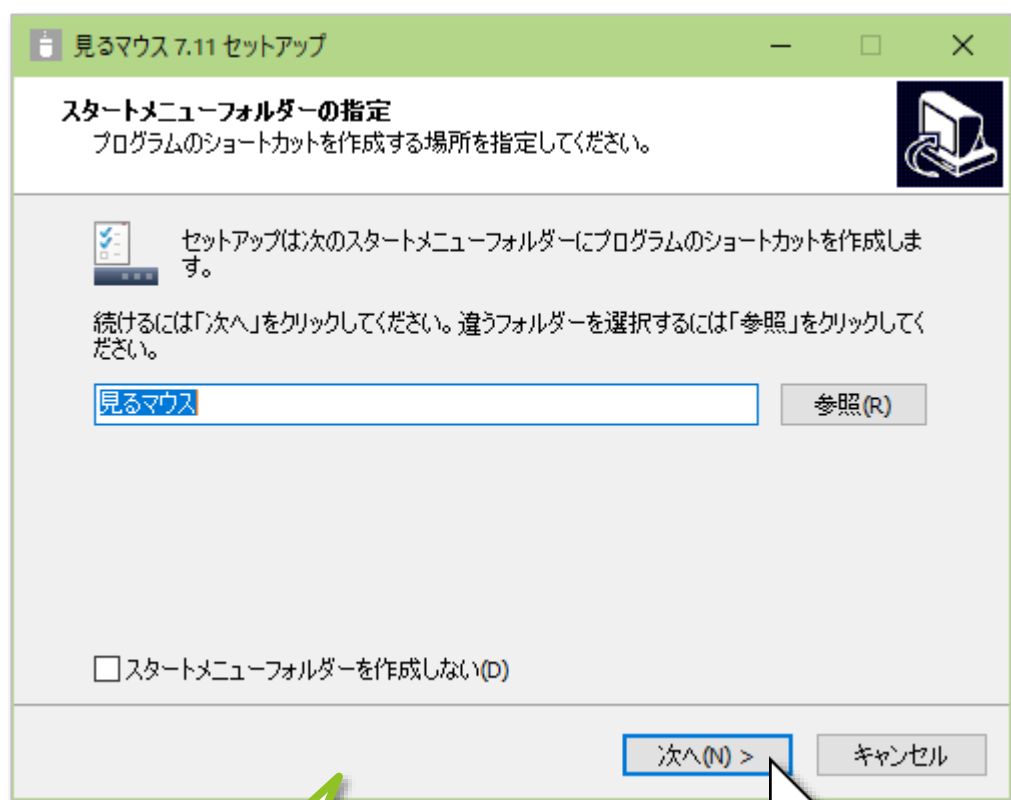 見るマウス 7.11 セットアップ
スタートメニューフォルダーの指定
プログラムのショートカットを作成する場所を指定してください。
セットアップは次のスタートメニューフォルダーにプログラムのショートカットを作成しま
す。
続けるには「次へ」をクリックしてください。違うフォルダーを選択するには「参照」をクリックしてく
ださい。
見るマウス
参照(R)
スタートメニューフォルダーを作成しない(D)
次へ(N) >
キャンセル